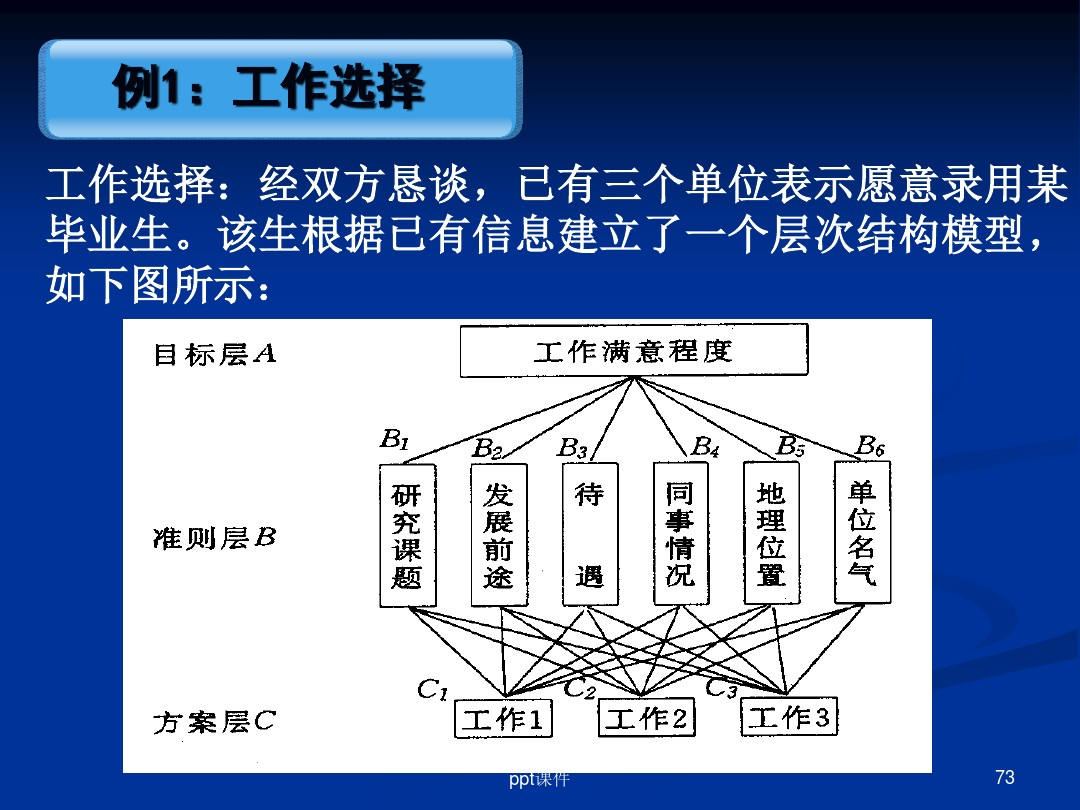 例1：工作选择
工作选择：经双方恳谈，已有三个单位表示愿意录用某
毕业生。该生根据已有信息建立了一个层次结构模型，
如下图所示：
目标层A
工作满意程度
B1
B2
B3
B4
B5
B6
准则层B
研究课题
发展前途
待遇
同事情况
地理位置
单位名气
C1
C2
C3
方案层C
工作1
工作2
工作3
ppt课件
73